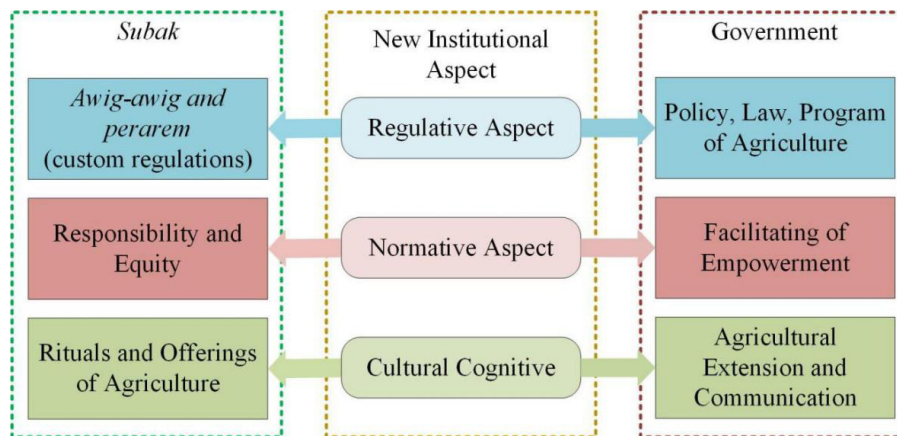 Subak
Awig-awig and
perarem
(custom regulations)
Responsibility and
Equity
Rituals and Offerings
of Agriculture
New Institutional
Aspect
Regulative Aspect
Normative Aspect
Cultural Cognitive
Government
Policy, Law, Program
of Agriculture
Facilitating of
Empowerment
Agricultural
Extension and
Communication